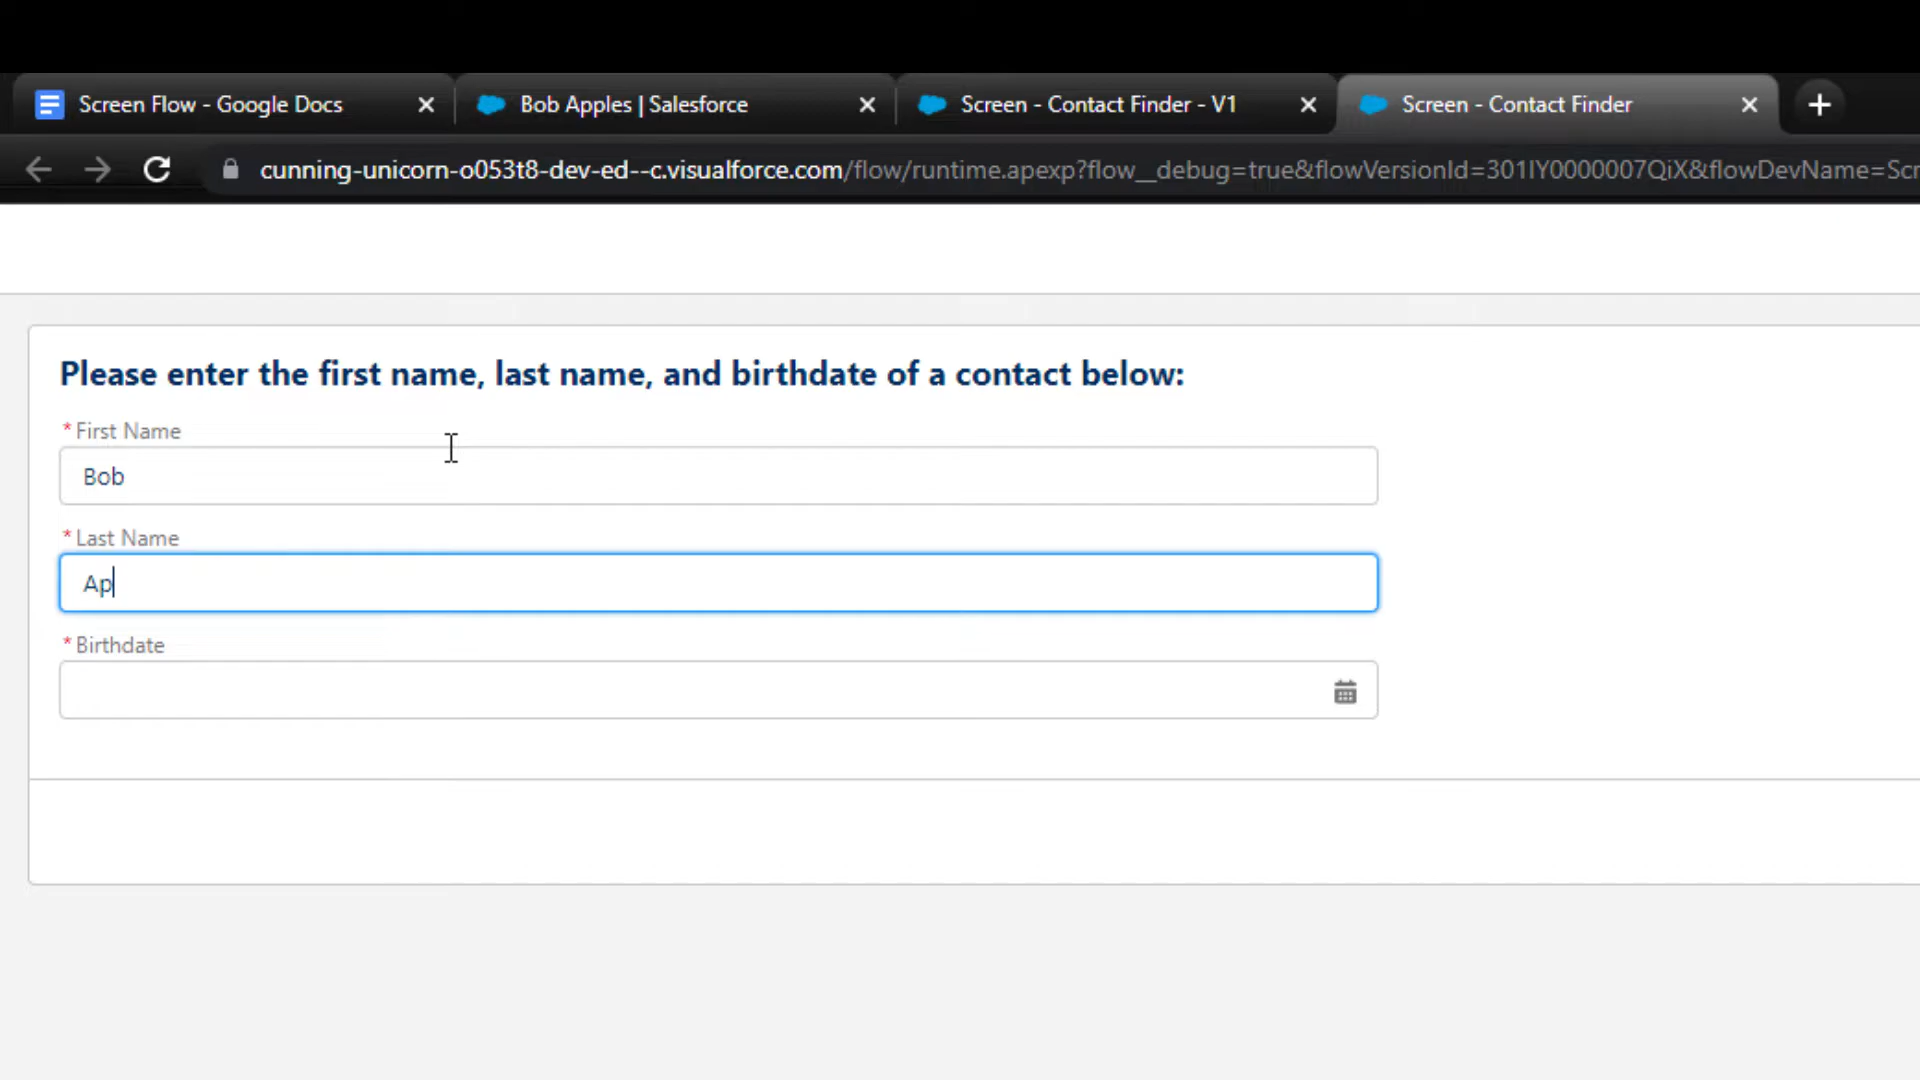 Screen Flow - Google Docs
Bob Apples | Salesforce
Screen - Contact Finder - V1
Screen - Contact Finder
cunning-unicorn-o053t8-dev-ed--c.visualforce.com/flow/runtime.apexp?flow__debug=true&flowVersionId=301IY0000007QiX&flowDevName=Scr
Please enter the first name, last name, and birthdate of a contact below:
*First Name
Bob
*Last Name
Ap
*Birthdate